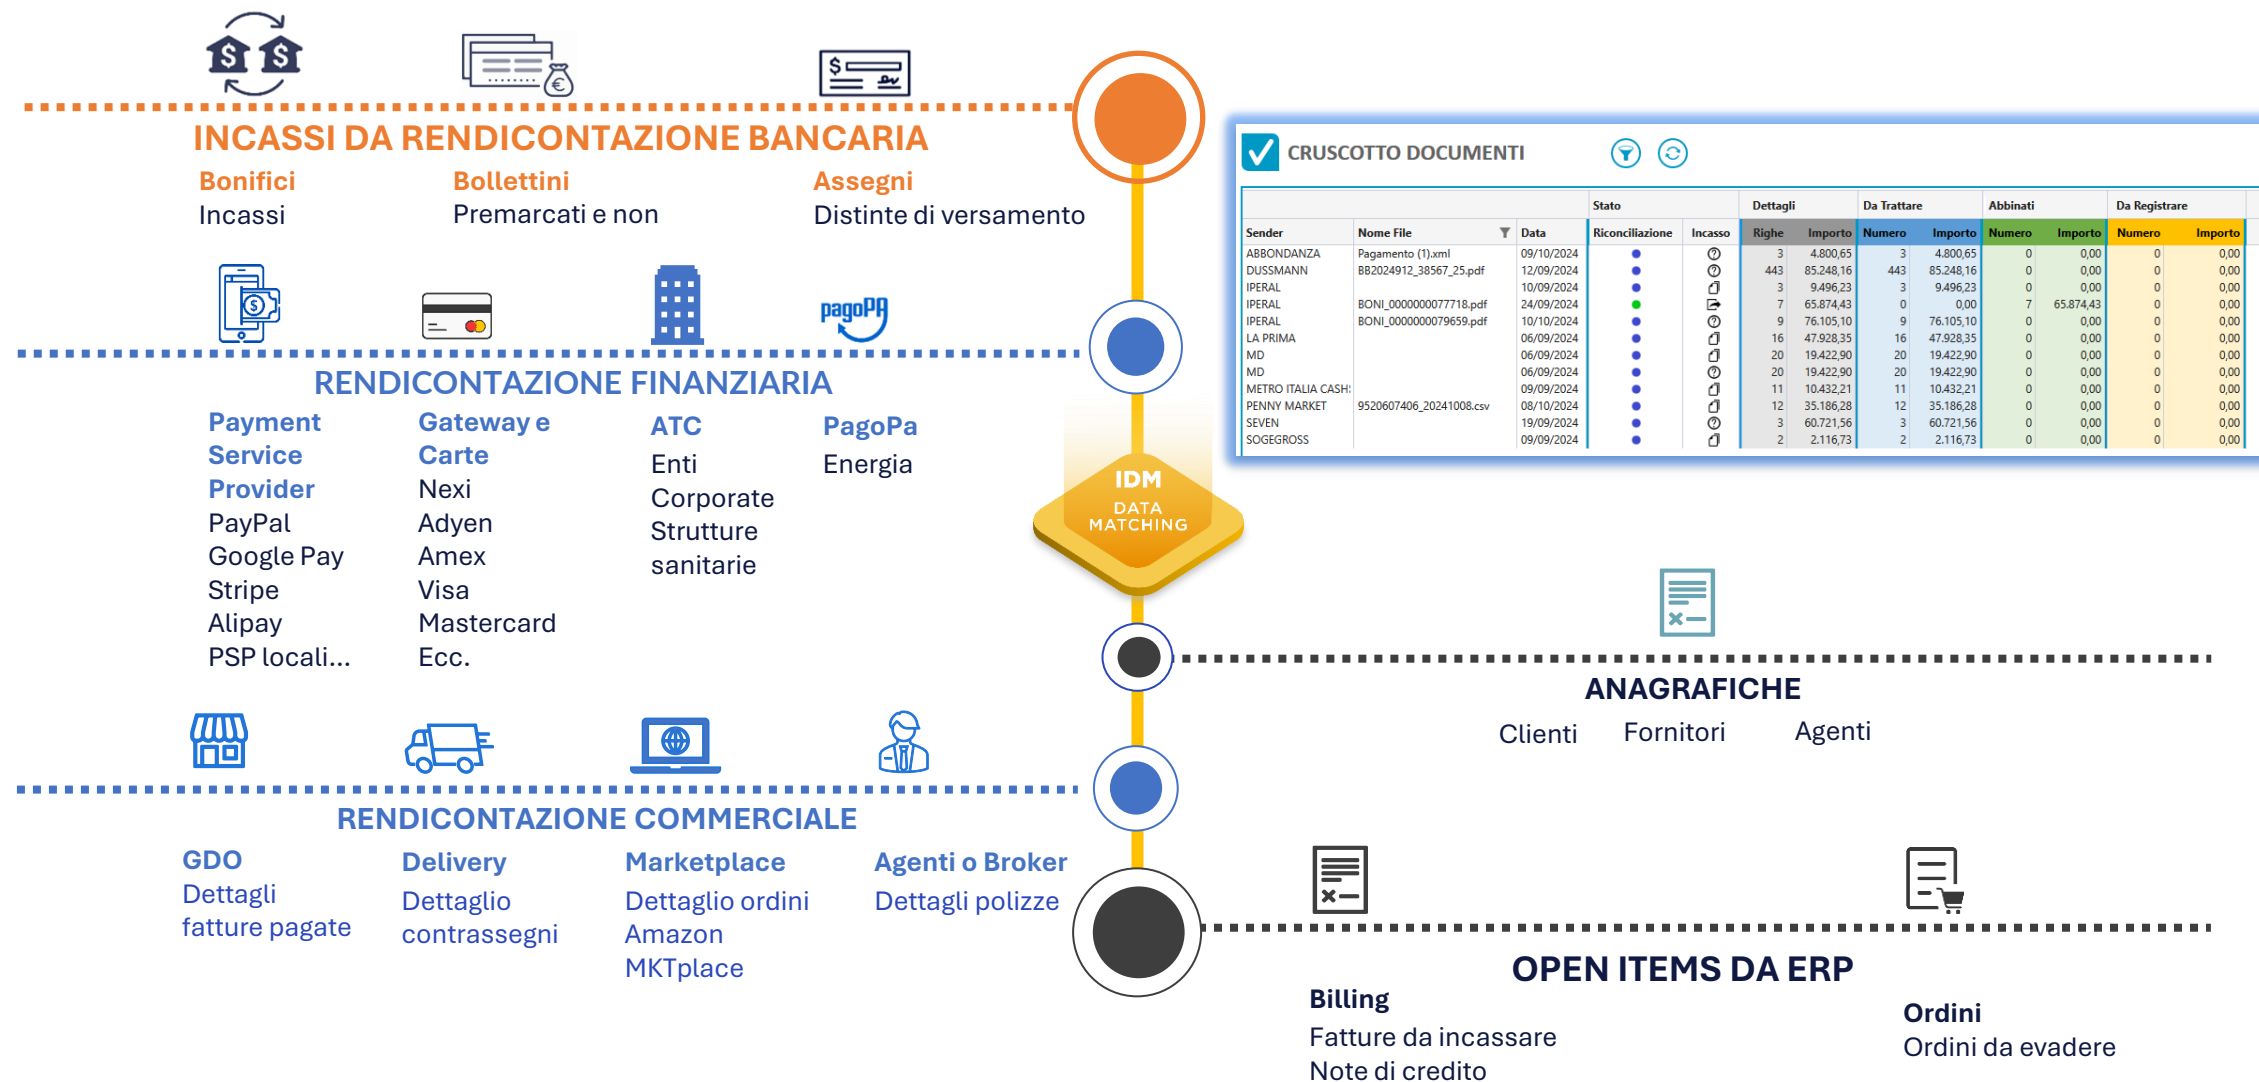 INCASSI DA RENDICONTAZIONE BANCARIA
Bonifici
Incassi
Bollettini
Premarcati e non
Assegni
Distinte di versamento
pagoPA
RENDICONTAZIONE FINANZIARIA
Payment
Service
Provider
PayPal
Google Pay
Stripe
Alipay
PSP locali...
Gateway e
Carte
Nexi
Adyen
Amex
Visa
Mastercard
Ecc.
ATC
Enti
Corporate
Strutture
sanitarie
PagoPa
Energia
RENDICONTAZIONE COMMERCIALE
GDO
Dettagli
fatture pagate
Delivery
Dettaglio
contrassegni
Marketplace
Dettaglio ordini
Amazon
MKTplace
Agenti o Broker
Dettagli polizze
IDM
DATA
MATCHING
CRUSCOTTO DOCUMENTI
Stato Dettagli Da Trattare Abbinati Da Registrare
Sender Nome File Data Riconciliazione Incasso Righe Importo Numero Importo Numero Importo Numero Importo
ABBONDANZA Pagamento (1).xml 09/10/2024 3 4.800,65 3 4.800,65 0 0,00 0 0,00
DUSSMANN BB2024912_38567_25.pdf 12/09/2024 443 85.248,16 443 85.248,16 0 0,00 0 0,00
IPERAL 10/09/2024 3 9.496,23 3 9.496,23 0 0,00 0 0,00
IPERAL BONI_0000000077718.pdf 24/09/2024 7 65.874,43 0 0,00 7 65.874,43 0 0,00
IPERAL BONI_0000000079659.pdf 10/10/2024 9 76.105,10 9 76.105,10 0 0,00 0 0,00
LA PRIMA 06/09/2024 16 47.928,35 16 47.928,35 0 0,00 0 0,00
MD 06/09/2024 20 19.422,90 20 19.422,90 0 0,00 0 0,00
MD 06/09/2024 20 19.422,90 20 19.422,90 0 0,00 0 0,00
METRO ITALIA CASH 09/09/2024 11 10.432,21 11 10.432,21 0 0,00 0 0,00
PENNY MARKET 9520607406_20241008.csv 08/10/2024 12 35.186,28 12 35.186,28 0 0,00 0 0,00
SEVEN 19/09/2024 3 60.721,56 3 60.721,56 0 0,00 0 0,00
SOGEGROSS 09/09/2024 2 2.116,73 2 2.116,73 0 0,00 0 0,00
ANAGRAFICHE
Clienti Fornitori Agenti
OPEN ITEMS DA ERP
Billing
Fatture da incassare
Note di credito
Ordini
Ordini da evadere